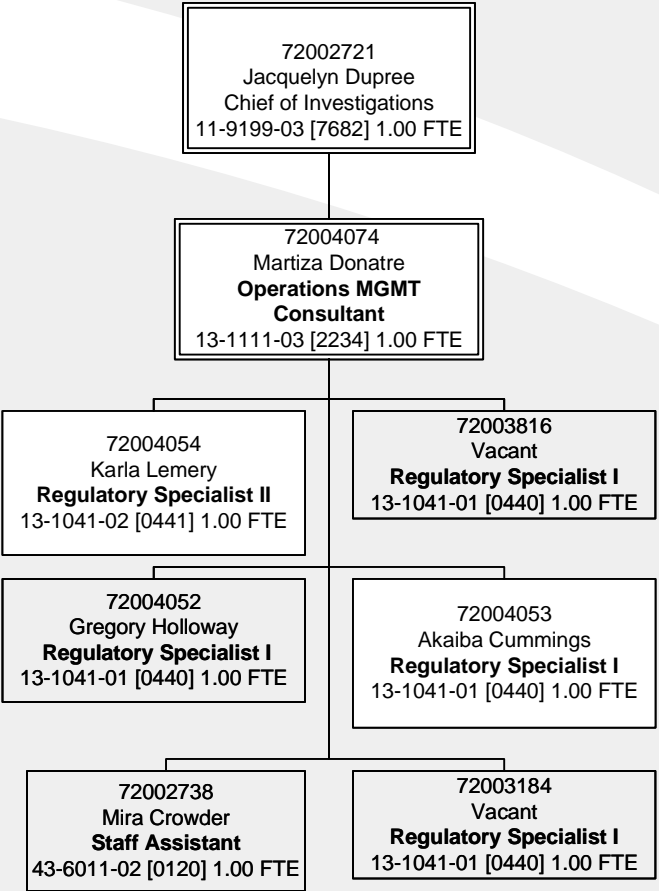 72002721
Jacquelyn Dupree
Chief of Investigations
11-9199-03 [7682] 1.00 FTE
72004074
Martiza Donatre
Operations MGMT
Consultant
13-1111-03 [2234] 1.00 FTE
72004054
Karla Lemery
Regulatory Specialist II
13-1041-02 [0441] 1.00 FTE
72003816
Vacant
Regulatory Specialist I
13-1041-01 [0440] 1.00 FTE
72004052
Gregory Holloway
Regulatory Specialist I
13-1041-01 [0440] 1.00 FTE
72004053
Akaiba Cummings
Regulatory Specialist I
13-1041-01 [0440] 1.00 FTE
72002738
Mira Crowder
Staff Assistant
43-6011-02 [0120] 1.00 FTE
72003184
Vacant
Regulatory Specialist I
13-1041-01 [0440] 1.00 FTE